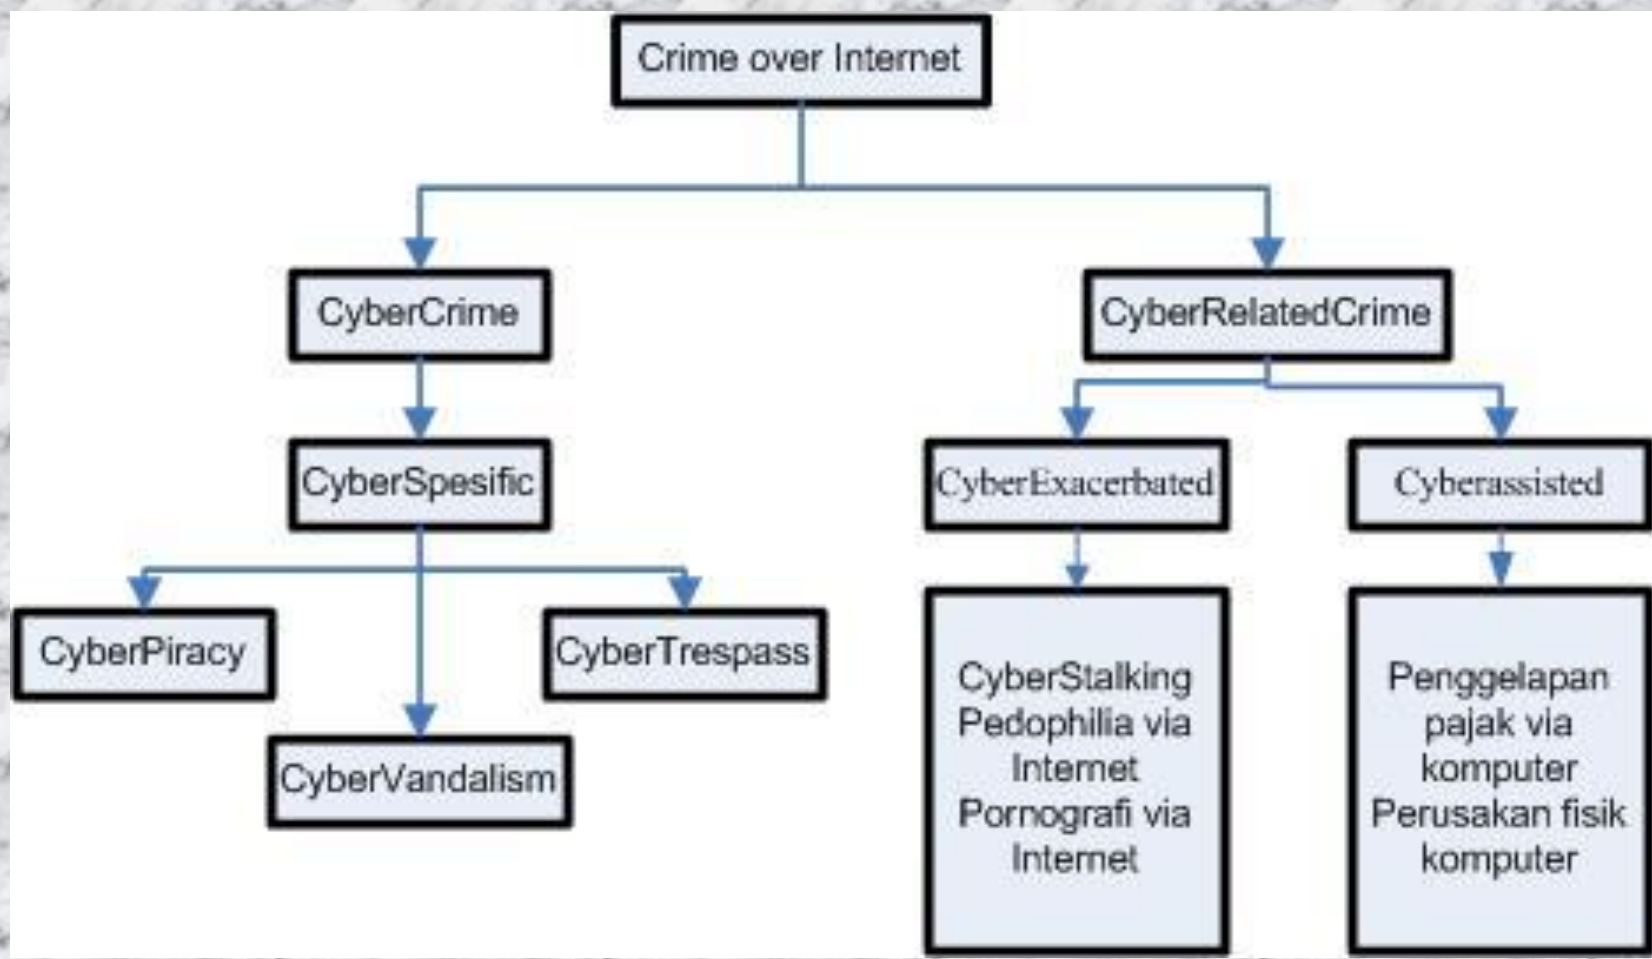 Crime over Internet
CyberCrime
CyberRelatedCrime
CyberSpesific
CyberExacerbated
Cyberassisted
CyberPiracy
CyberTrespass
CyberVandalism
CyberStalking
Pedophilia via
Internet
Pornografi via
Internet
Penggelapan
pajak via
komputer
Perusakan fisik
komputer